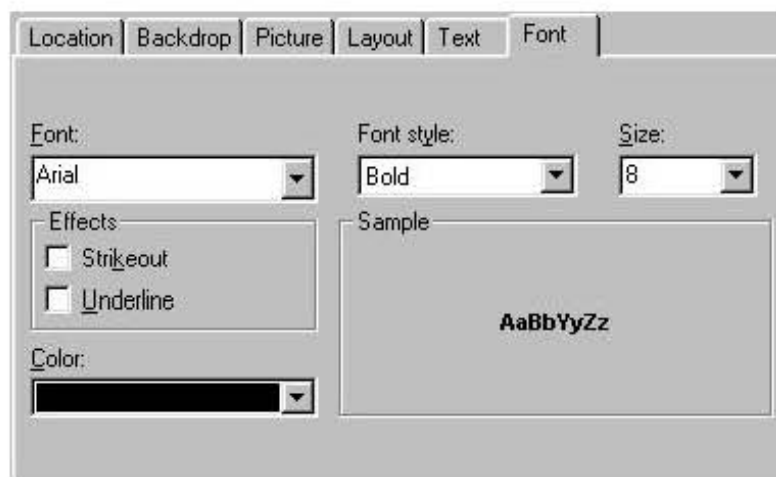 Location Backdrop Picture Layout Text Font
Font: Font style: Size:
Arial Bold 8
Effects Sample
Strikeout
Underline
AaBbYyZz
Color: